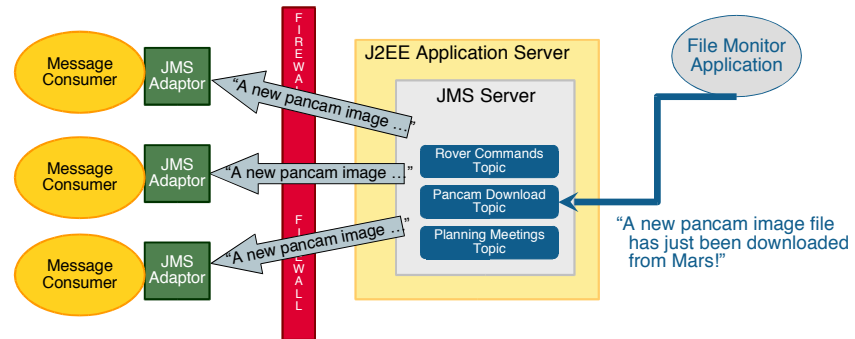 Message
Consumer
JMS
Adaptor
"A new pancam image ..."
FIREWALL
J2EE Application Server
JMS Server
File Monitor
Application
Message
Consumer
JMS
Adaptor
"A new pancam image ..."
Rover Commands
Topic
Pancam Download
Topic
Planning Meetings
Topic
"A new pancam image file
has just been downloaded
from Mars!"
Message
Consumer
JMS
Adaptor
"A new pancam image ..."
FIREWALL